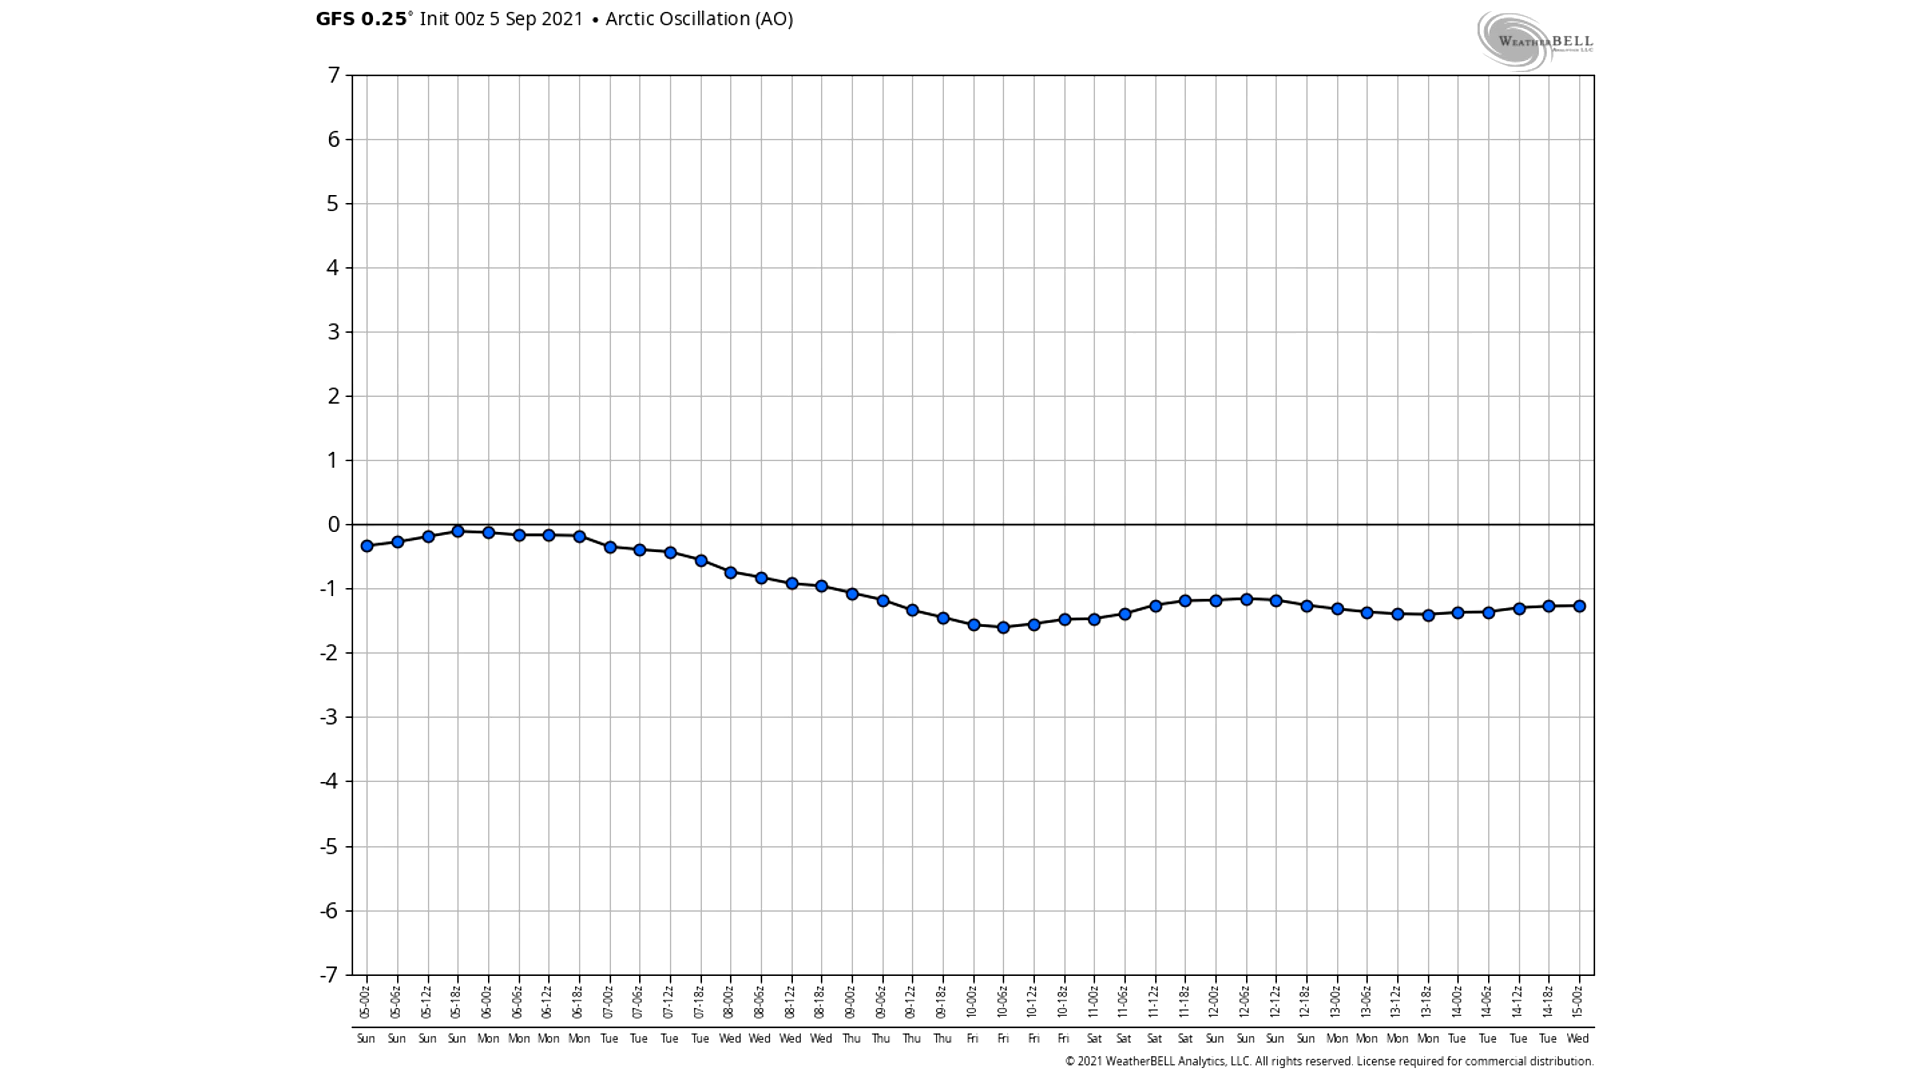 GFS 0.25° Init 00z 5 Sep 2021 • Arctic Oscillation (AO)
WEATHERBELL
ANALYTICS LLC
7
6
5
4
3
2
1
0
-1
-2
-3
-4
-5
-6
-7
05-00z 05-06z 05-12z 05-18z 06-00z 06-06z 06-12z 06-18z 07-00z 07-06z 07-12z 07-18z 08-00z 08-06z 08-12z 08-18z 09-00z 09-06z 09-12z 09-18z 10-00z 10-06z 10-12z 10-18z 11-00z 11-06z 11-12z 11-18z 12-00z 12-06z 12-12z 12-18z 13-00z 13-06z 13-12z 13-18z 14-00z 14-06z 14-12z 14-18z 15-00z
Sun Sun Sun Sun Mon Mon Mon Mon Tue Tue Tue Tue Wed Wed Wed Wed Thu Thu Thu Thu Fri Fri Fri Fri Sat Sat Sat Sat Sun Sun Sun Sun Mon Mon Mon Mon Tue Tue Tue Tue Wed
© 2021 WeatherBELL Analytics, LLC. All rights reserved. License required for commercial distribution.